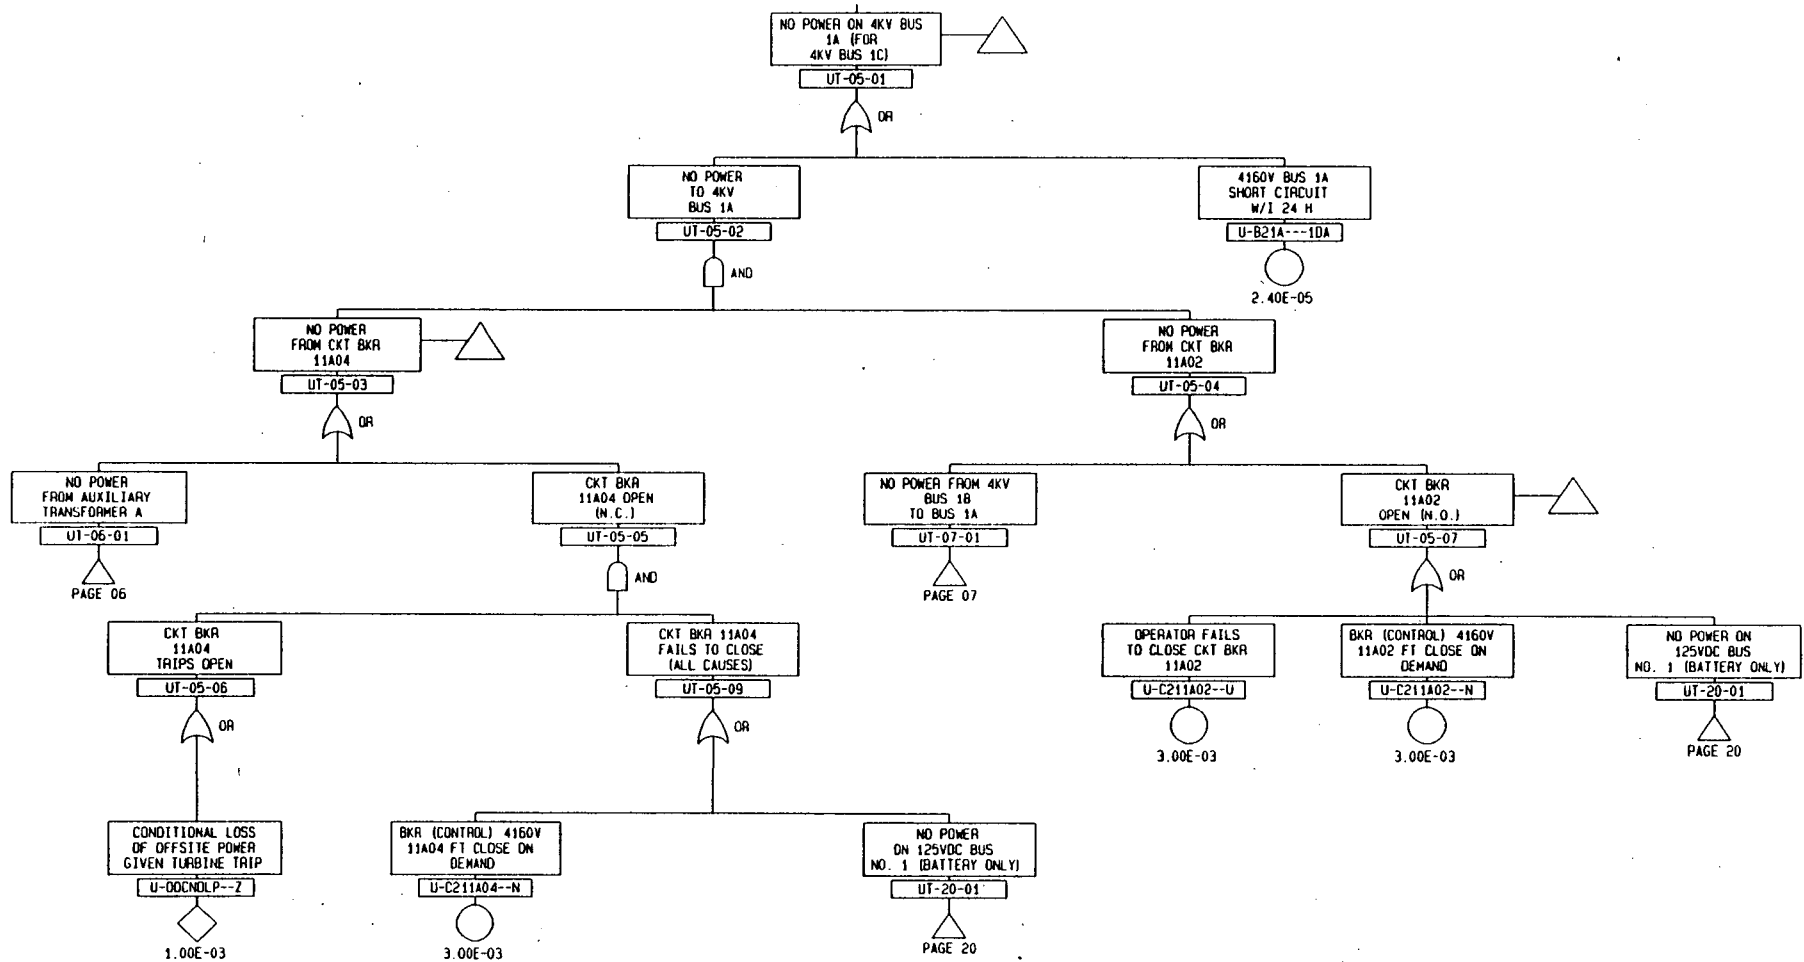 NO POWER ON 4KV BUS
1A (FOR
4KV BUS 1C)
UT-05-01
OR
NO POWER
TO 4KV
BUS 1A
UT-05-02
AND
4160V BUS 1A
SHORT CIRCUIT
W/I 24 H
U-B21A---1DA
2.40E-05
NO POWER
FROM CKT BKR
11A04
UT-05-03
OR
NO POWER
FROM CKT BKR
11A02
UT-05-04
OR
NO POWER
FROM AUXILIARY
TRANSFORMER A
UT-06-01
PAGE 06
CKT BKR
11A04 OPEN
(N.C.)
UT-05-05
AND
NO POWER FROM 4KV
BUS 1B
TO BUS 1A
UT-07-01
PAGE 07
CKT BKR
11A02
OPEN (N.O.)
UT-05-07
OR
CKT BKR
11A04
TRIPS OPEN
UT-05-06
OR
CKT BKR 11A04
FAILS TO CLOSE
(ALL CAUSES)
UT-05-09
OR
OPERATOR FAILS
TO CLOSE CKT BKR
11A02
U-C211A02--U
3.00E-03
BKR (CONTROL) 4160V
11A02 FT CLOSE ON
DEMAND
U-C211A02--N
3.00E-03
NO POWER ON
125VDC BUS
NO. 1 (BATTERY ONLY)
UT-20-01
PAGE 20
CONDITIONAL LOSS
OF OFFSITE POWER
GIVEN TURBINE TRIP
U-OOCNOLP--Z
1.00E-03
BKR (CONTROL) 4160V
11A04 FT CLOSE ON
DEMAND
U-C211A04--N
3.00E-03
NO POWER
ON 125VDC BUS
NO. 1 (BATTERY ONLY)
UT-20-01
PAGE 20